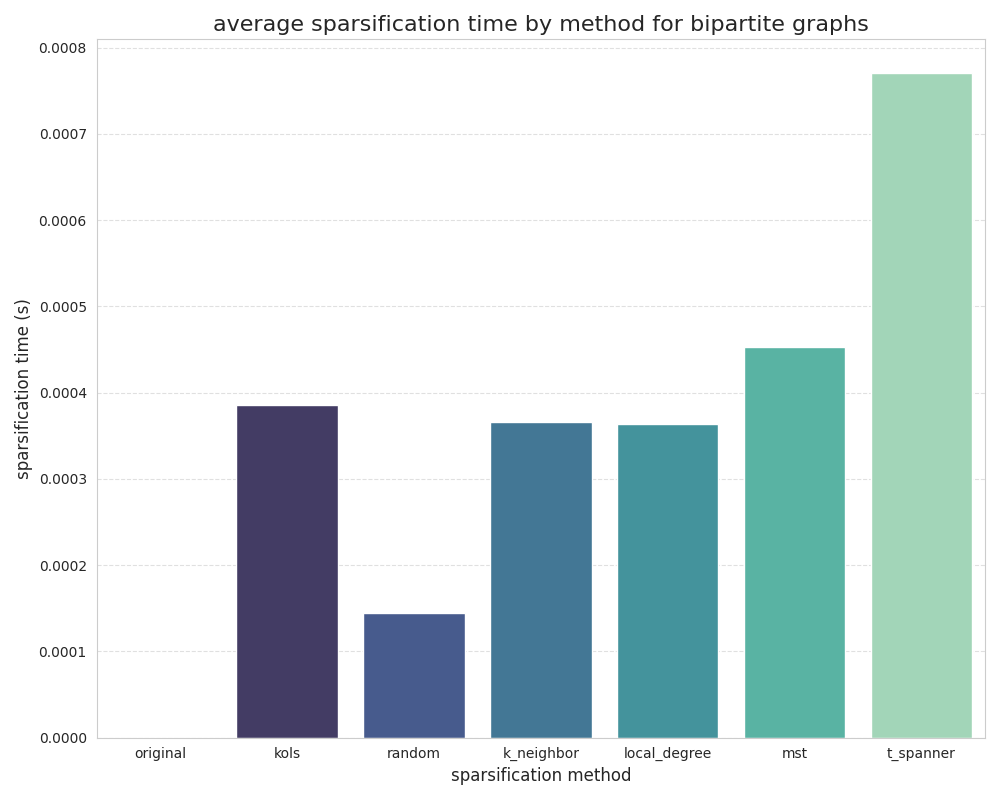 average sparsification time by method for bipartite graphs
0.0008
0.0007
0.0006
0.0005
0.0004
0.0003
0.0002
0.0001
0.0000
sparsification time (s)
original kols random k_neighbor local_degree mst t_spanner
sparsification method